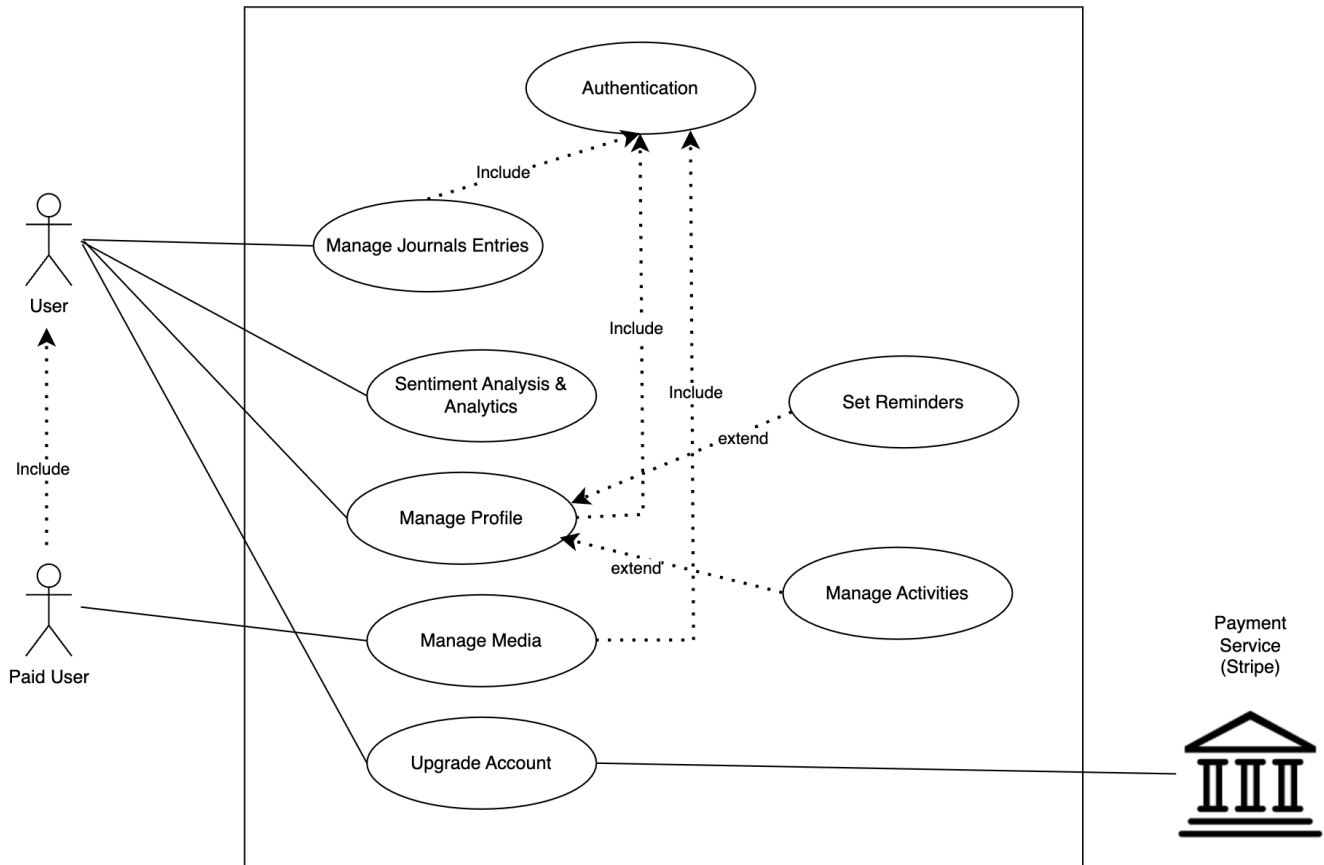 Authentication
Include
Manage Journals Entries
User
Include
Sentiment Analysis &
Analytics
Include
Set Reminders
extend
Include
Manage Profile
extend
Manage Activities
Manage Media
Paid User
Payment
Service
(Stripe)
Upgrade Account